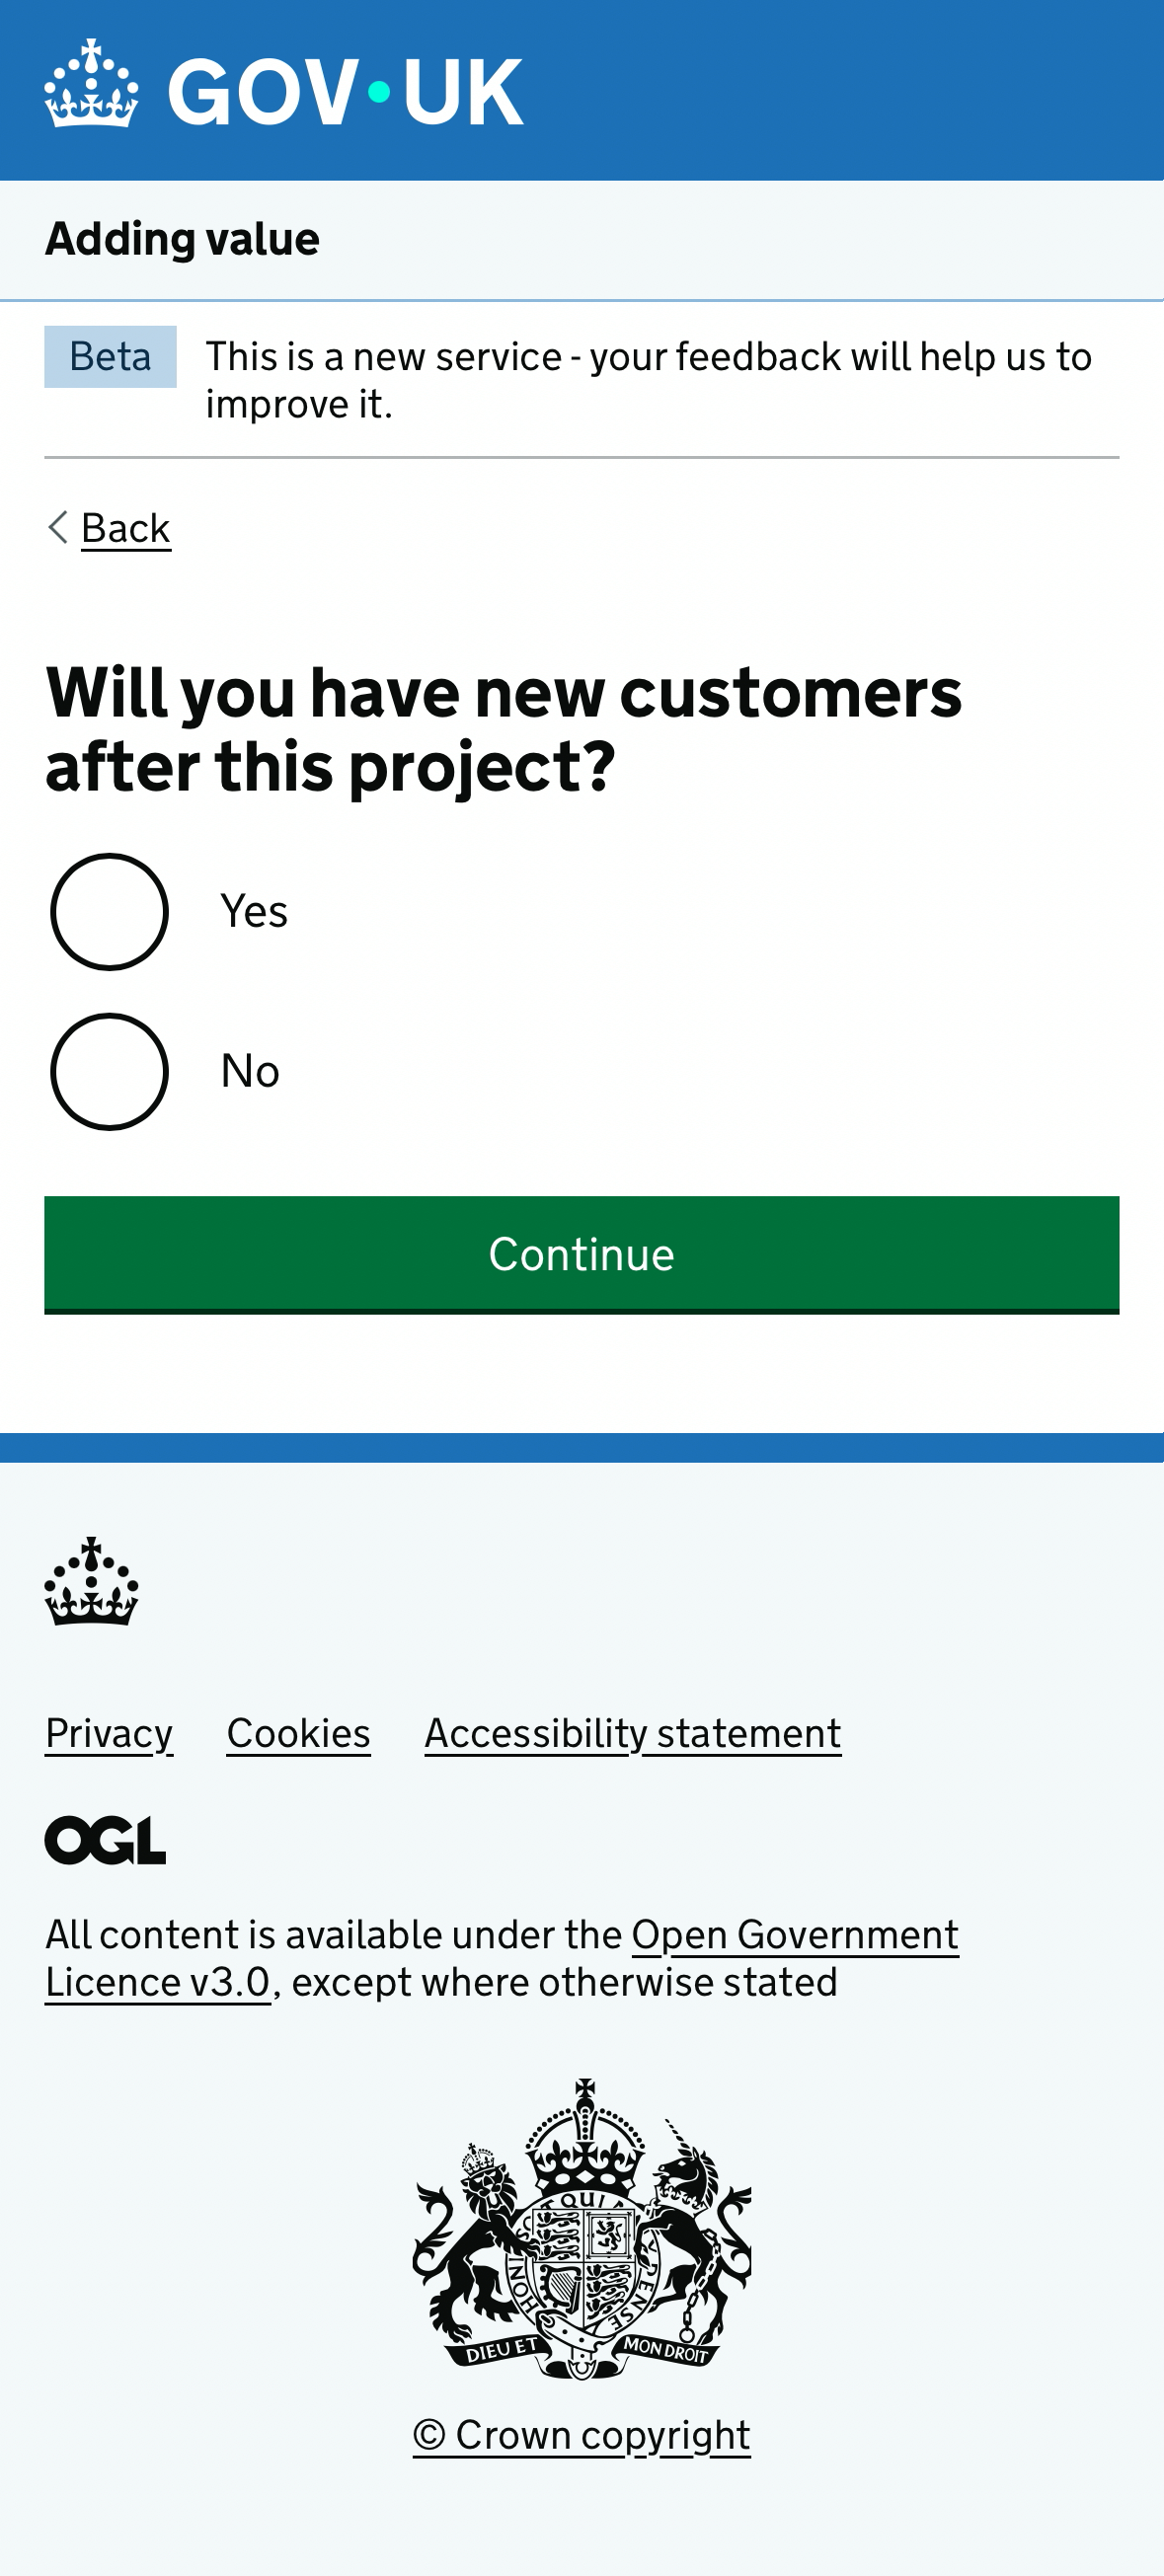 GOV·UK
Adding value
Beta
This is a new service - your feedback will help us to
improve it.
Back
Will you have new customers
after this project?
Yes
No
Continue
Privacy Cookies Accessibility statement
OGL
All content is available under the Open Government
Licence v3.0, except where otherwise stated
QUI
HONI
PENSE
DIEU ET MON DROIT
© Crown copyright